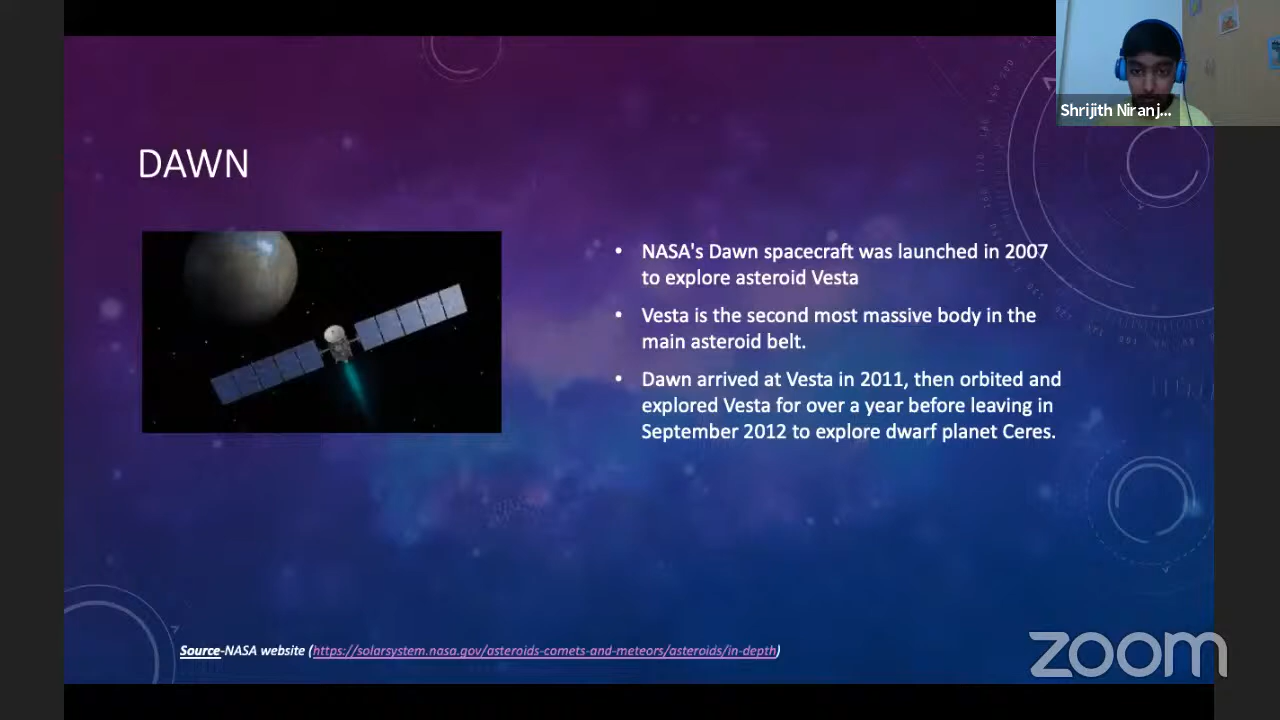 Shrijith Niranj...
DAWN
• NASA's Dawn spacecraft was launched in 2007
to explore asteroid Vesta
• Vesta is the second most massive body in the
main asteroid belt.
• Dawn arrived at Vesta in 2011, then orbited and
explored Vesta for over a year before leaving in
September 2012 to explore dwarf planet Ceres.
Source-NASA website (https://solarsystem.nasa.gov/asteroids-comets-and-meteors/asteroids/in-depth)
zoom